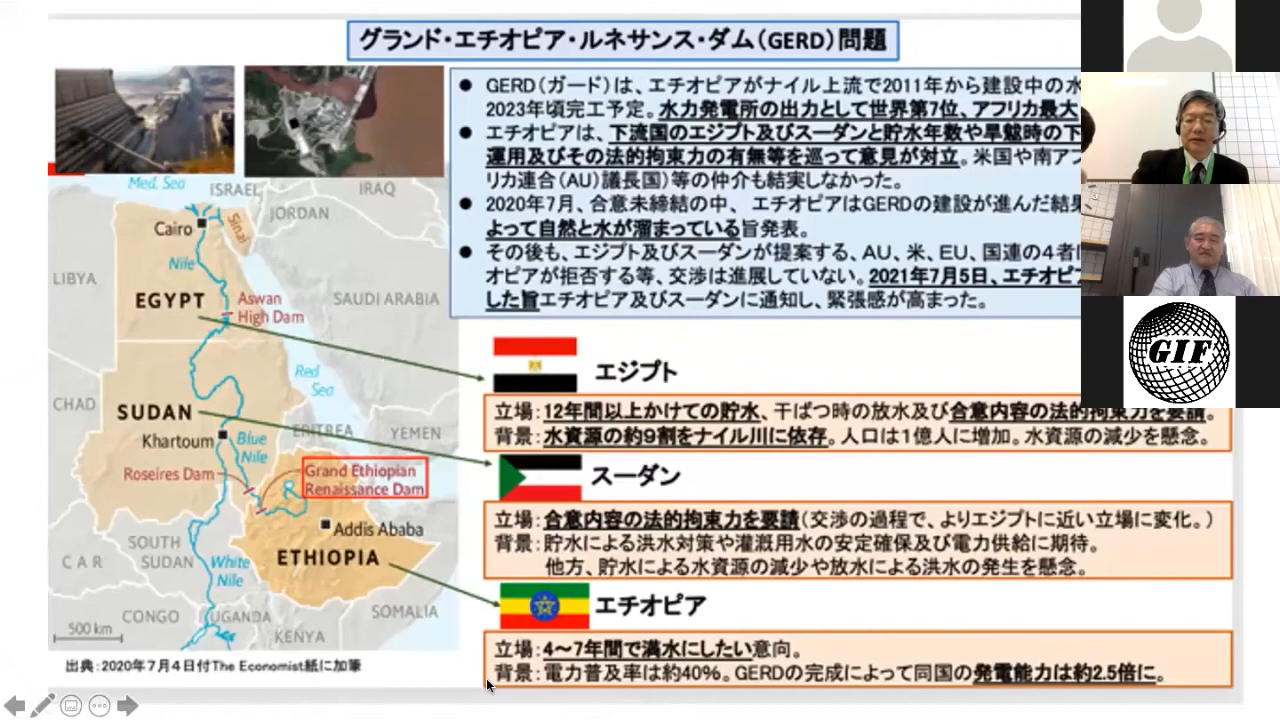 グランド・エチオピア・ルネサンス・ダム（GERD）問題
● GERD（ガード）は、エチオピアがナイル上流で2011年から建設中の水
2023年頃完工予定。水力発電所の出力として世界第7位、アフリカ最大
● エチオピアは、下流国のエジプト及びスーダンと貯水年数や旱魃時の下
運用及びその法的拘束力の有無等を巡って意見が対立。米国や南アフ
リカ連合（AU）議長国）等の仲介も結実しなかった。
● 2020年7月、合意未締結の中、 エチオピアはGERDの建設が進んだ結果
よって自然と水が溜まっている旨発表。
● その後も、エジプト及びスーダンが提案する、AU、米、EU、国連の４者
オピアが拒否する等、交渉は進展していない。2021年7月5日、エチオピア
した旨エチオピア及びスーダンに通知し、緊張感が高まった。
Med. Sea
ISRAEL
IRAQ
JORDAN
Cairo
Sinai
Nile
LIBYA
EGYPT
Aswan
High Dam
SAUDI ARABIA
Red
Sea
CHAD
SUDAN
Khartoum
Blue
Nile
ERITREA
YEMEN
Roseires Dam
Grand Ethiopian
Renaissance Dam
Addis Ababa
ETHIOPIA
SOUTH
SUDAN
C A R
White
Nile
CONGO
UGANDA
SOMALIA
KENYA
500 km
出典：2020年7月4日付The Economist紙に加筆
エジプト
立場：12年間以上かけての貯水、干ばつ時の放水及び合意内容の法的拘束力を要請。
背景：水資源の約9割をナイル川に依存。人口は1億人に増加。水資源の減少を懸念。
スーダン
立場：合意内容の法的拘束力を要請（交渉の過程で、よりエジプトに近い立場に変化。）
背景：貯水による洪水対策や灌漑用水の安定確保及び電力供給に期待。
他方、貯水による水資源の減少や放水による洪水の発生を懸念。
エチオピア
立場：4～7年間で満水にしたい意向。
背景：電力普及率は約40%。GERDの完成によって同国の発電能力は約2.5倍に。
GIF